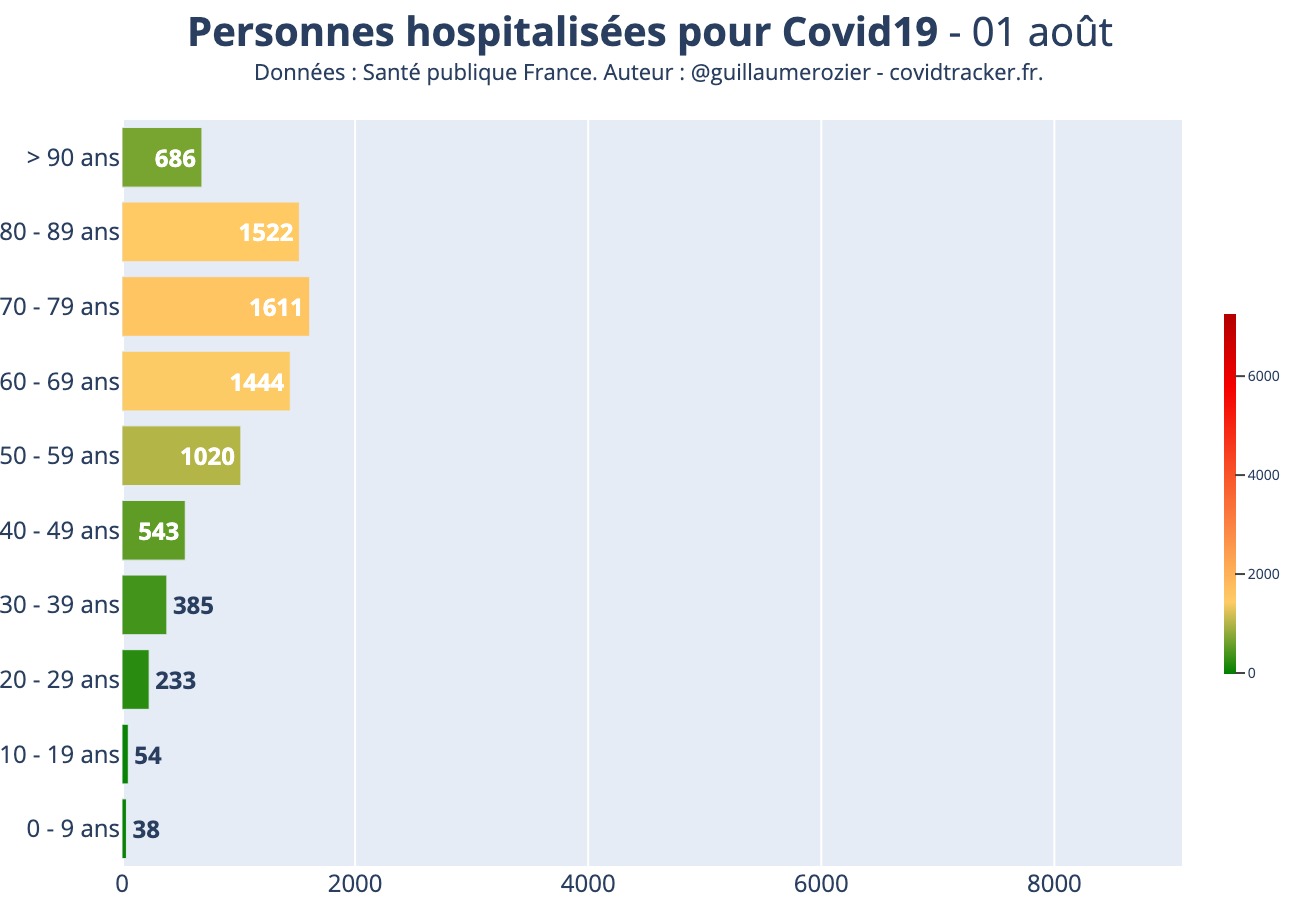 Personnes hospitalisées pour Covid19 - 01 août
Données : Santé publique France. Auteur : @guillaumerozier - covidtracker.fr.
> 90 ans 686
80 - 89 ans 1522
70 - 79 ans 1611
60 - 69 ans 1444
50 - 59 ans 1020
40 - 49 ans 543
30 - 39 ans 385
20 - 29 ans 233
10 - 19 ans 54
0 - 9 ans 38
0 2000 4000 6000 8000
6000
4000
2000
0